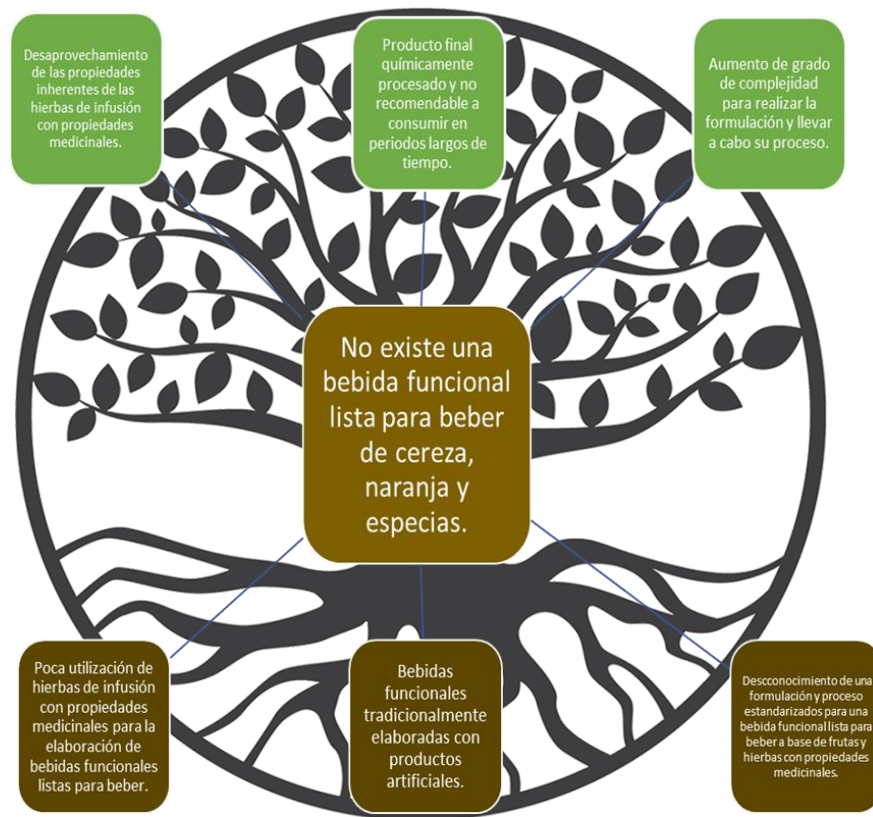 Desaprovechamiento
de las propiedades
inherentes de las
hierbas de infusión
con propiedades
medicinales.
Producto final
químicamente
procesado y no
recomendable a
consumir en
periodos largos de
tiempo.
Aumento de grado
de complejidad
para realizar la
formulación y llevar
a cabo su proceso.
No existe una
bebida funcional
lista para beber
de cereza,
naranja y
especias.
Poca utilización de
hierbas de infusión
con propiedades
medicinales para la
elaboración de
bebidas funcionales
listas para beber.
Bebidas
funcionales
tradicionalmente
elaboradas con
productos
artificiales.
Descconocimiento de una
formulación y proceso
estandarizados para una
bebida funcional lista para
beber a base de frutas y
hierbas con propiedades
medicinales.